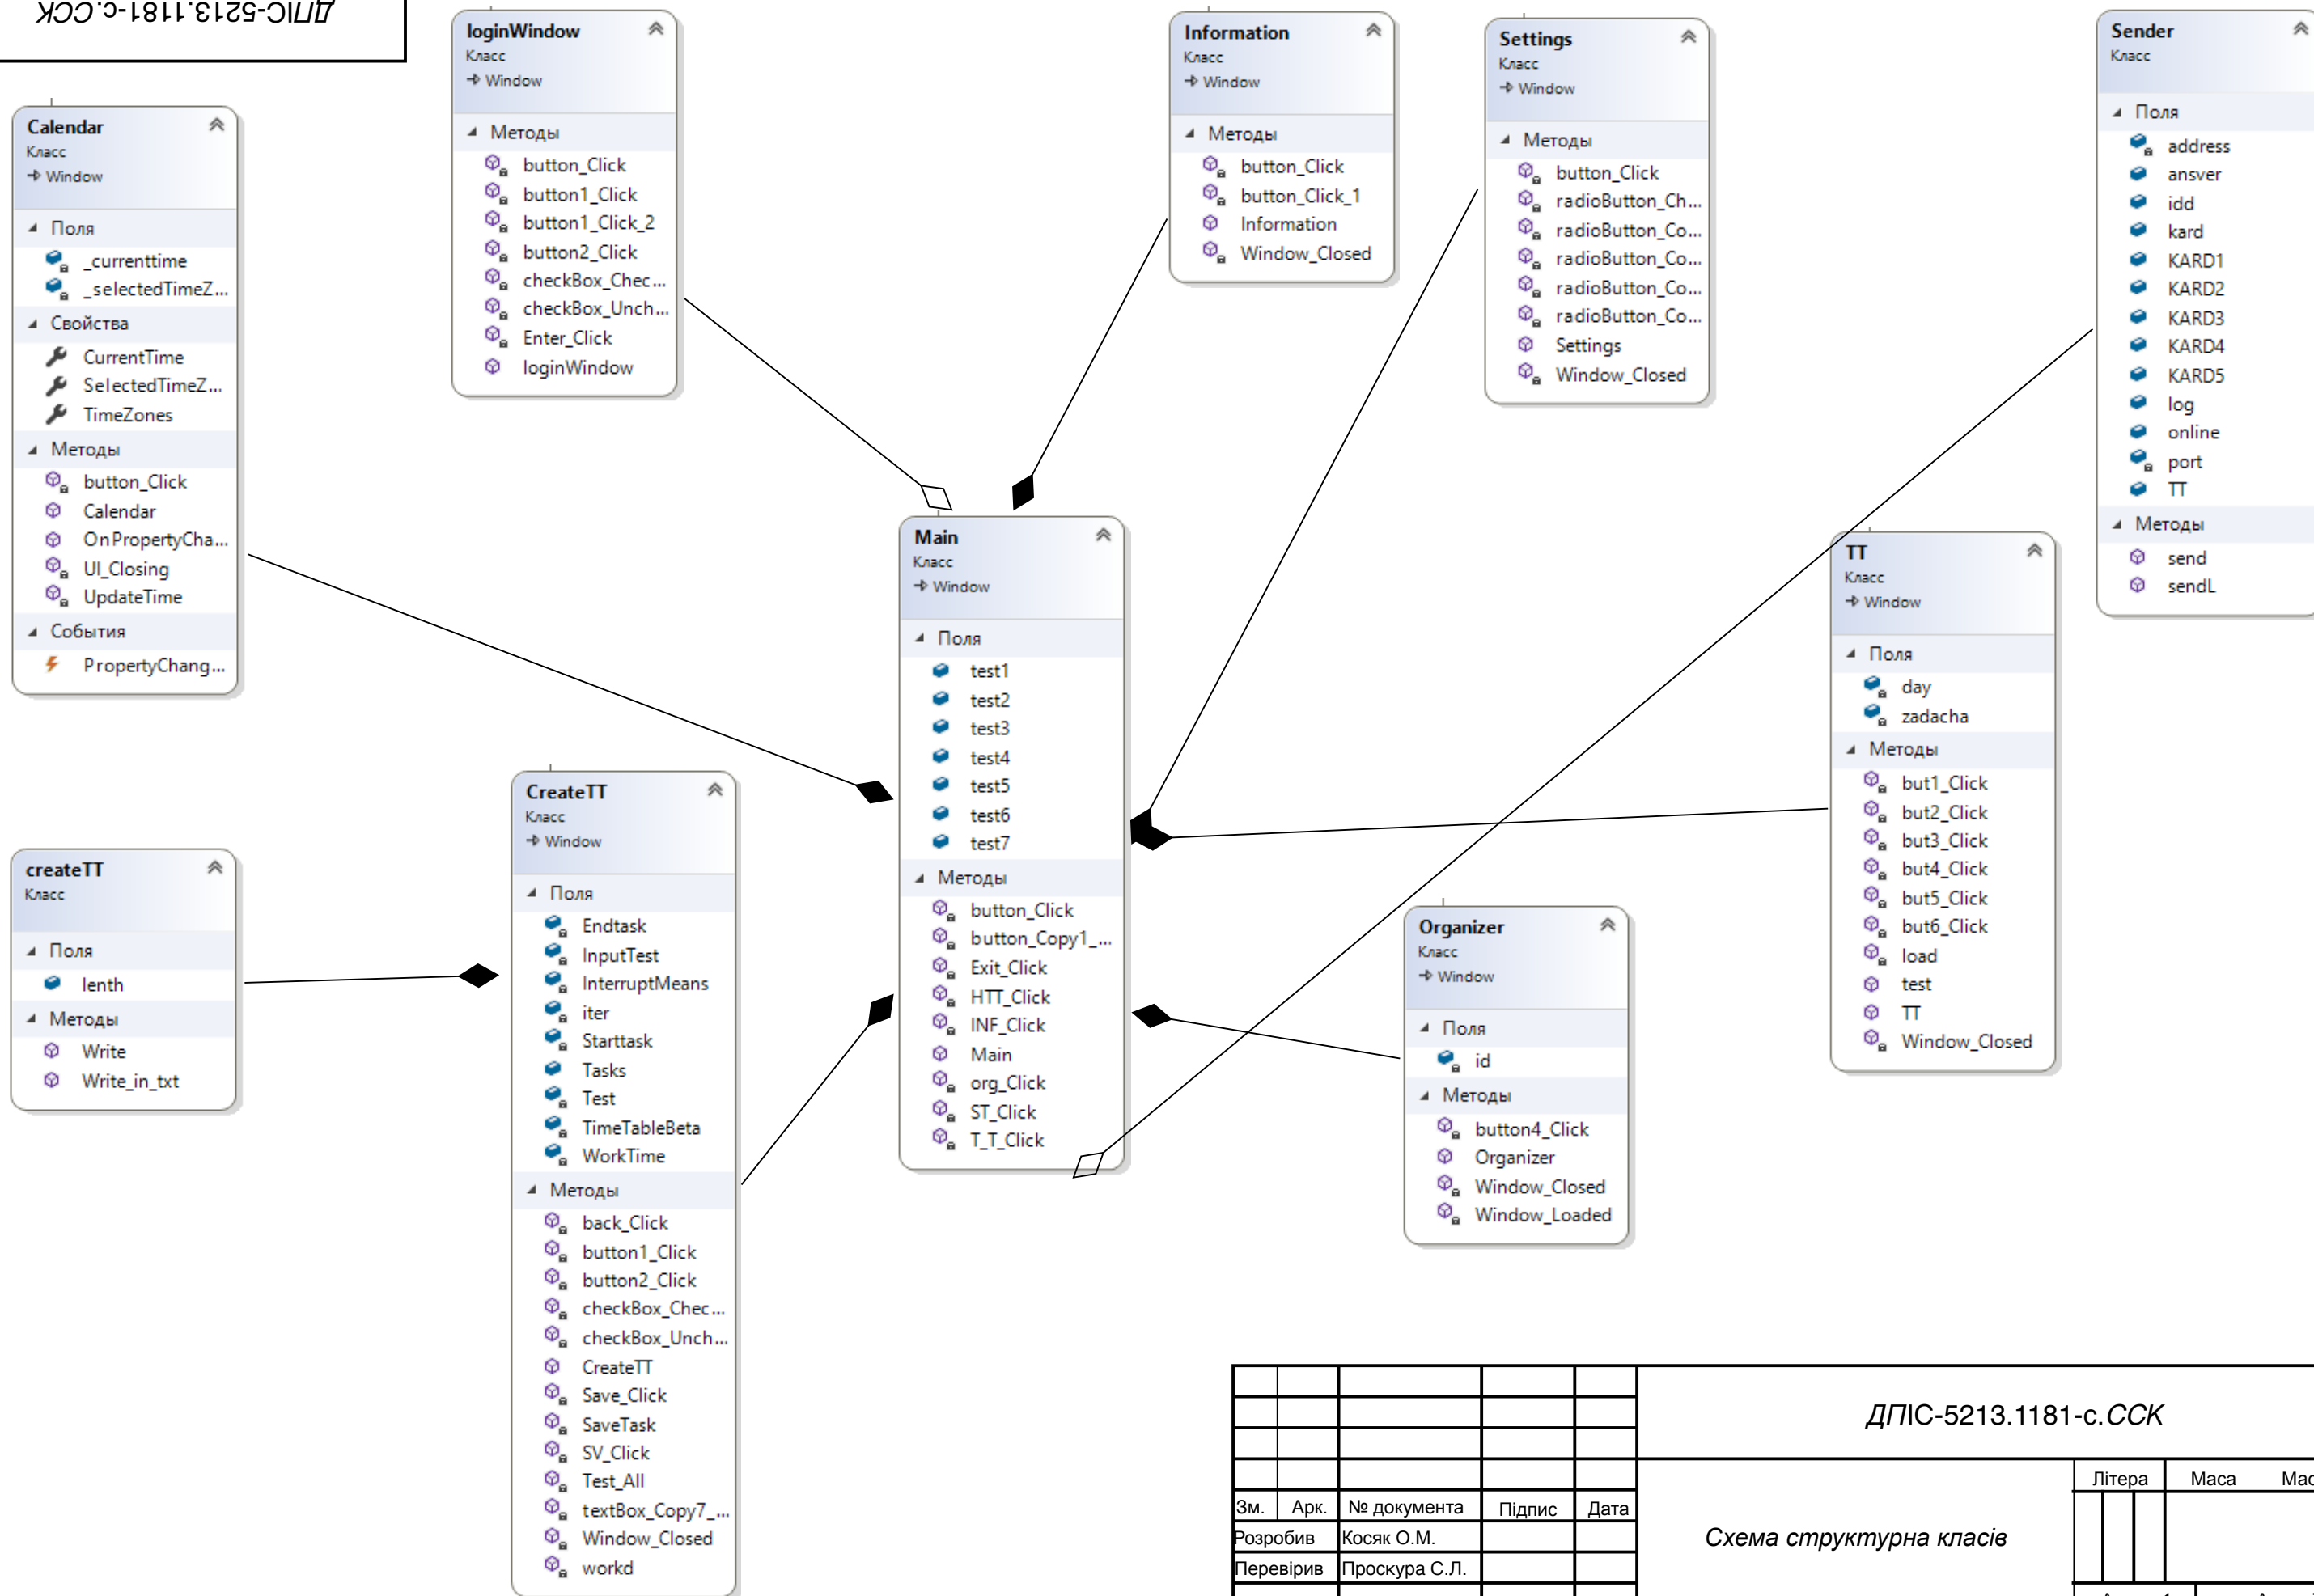 ДПІС-5213.1181-с.ССК
loginWindow
Класс
Window
Методы
button_Click
button1_Click
button1_Click_2
button2_Click
checkBox_Chec...
checkBox_Unch...
Enter_Click
loginWindow
Information
Класс
Window
Методы
button_Click
button_Click_1
Information
Window_Closed
Settings
Класс
Window
Методы
button_Click
radioButton_Ch...
radioButton_Co...
radioButton_Co...
radioButton_Co...
radioButton_Co...
Settings
Window_Closed
Sender
Класс
Поля
address
ansver
idd
kard
KARD1
KARD2
KARD3
KARD4
KARD5
log
online
port
TT
Методы
send
sendL
Calendar
Класс
Window
Поля
_currenttime
_selectedTimeZ...
Свойства
CurrentTime
SelectedTimeZ...
TimeZones
Методы
button_Click
Calendar
OnPropertyCha...
UI_Closing
UpdateTime
События
PropertyChang...
Main
Класс
Window
Поля
test1
test2
test3
test4
test5
test6
test7
Методы
button_Click
button_Copy1_...
Exit_Click
HTT_Click
INF_Click
Main
org_Click
ST_Click
T_T_Click
TT
Класс
Window
Поля
day
zadacha
Методы
but1_Click
but2_Click
but3_Click
but4_Click
but5_Click
but6_Click
load
test
TT
Window_Closed
createTT
Класс
Поля
lenth
Методы
Write
Write_in_txt
CreateTT
Класс
Window
Поля
Endtask
InputTest
InterruptMeans
iter
Starttask
Tasks
Test
TimeTableBeta
WorkTime
Методы
back_Click
button1_Click
button2_Click
checkBox_Chec...
checkBox_Unch...
CreateTT
Save_Click
SaveTask
SV_Click
Test_All
textBox_Copy7_...
Window_Closed
workd
Organizer
Класс
Window
Поля
id
Методы
button4_Click
Organizer
Window_Closed
Window_Loaded
ДПІС-5213.1181-с.ССК
Літера Маса
Зм. Арк. № документа Підпис Дата
Розробив Косяк О.М.
Схема структурна класів
Перевірив Проскура С.Л.